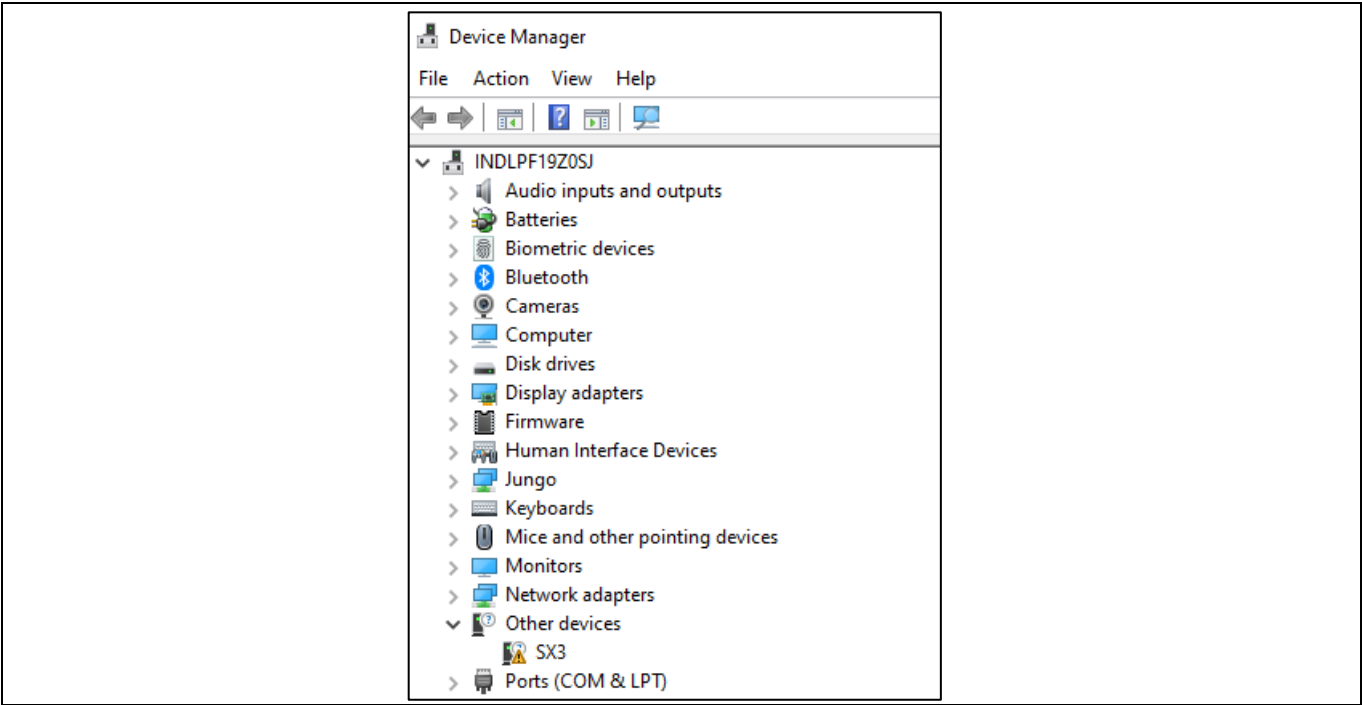 Device Manager
File Action View Help
INDLPF19Z0SJ
Audio inputs and outputs
Batteries
Biometric devices
Bluetooth
Cameras
Computer
Disk drives
Display adapters
Firmware
Human Interface Devices
Jungo
Keyboards
Mice and other pointing devices
Monitors
Network adapters
Other devices
SX3
Ports (COM & LPT)